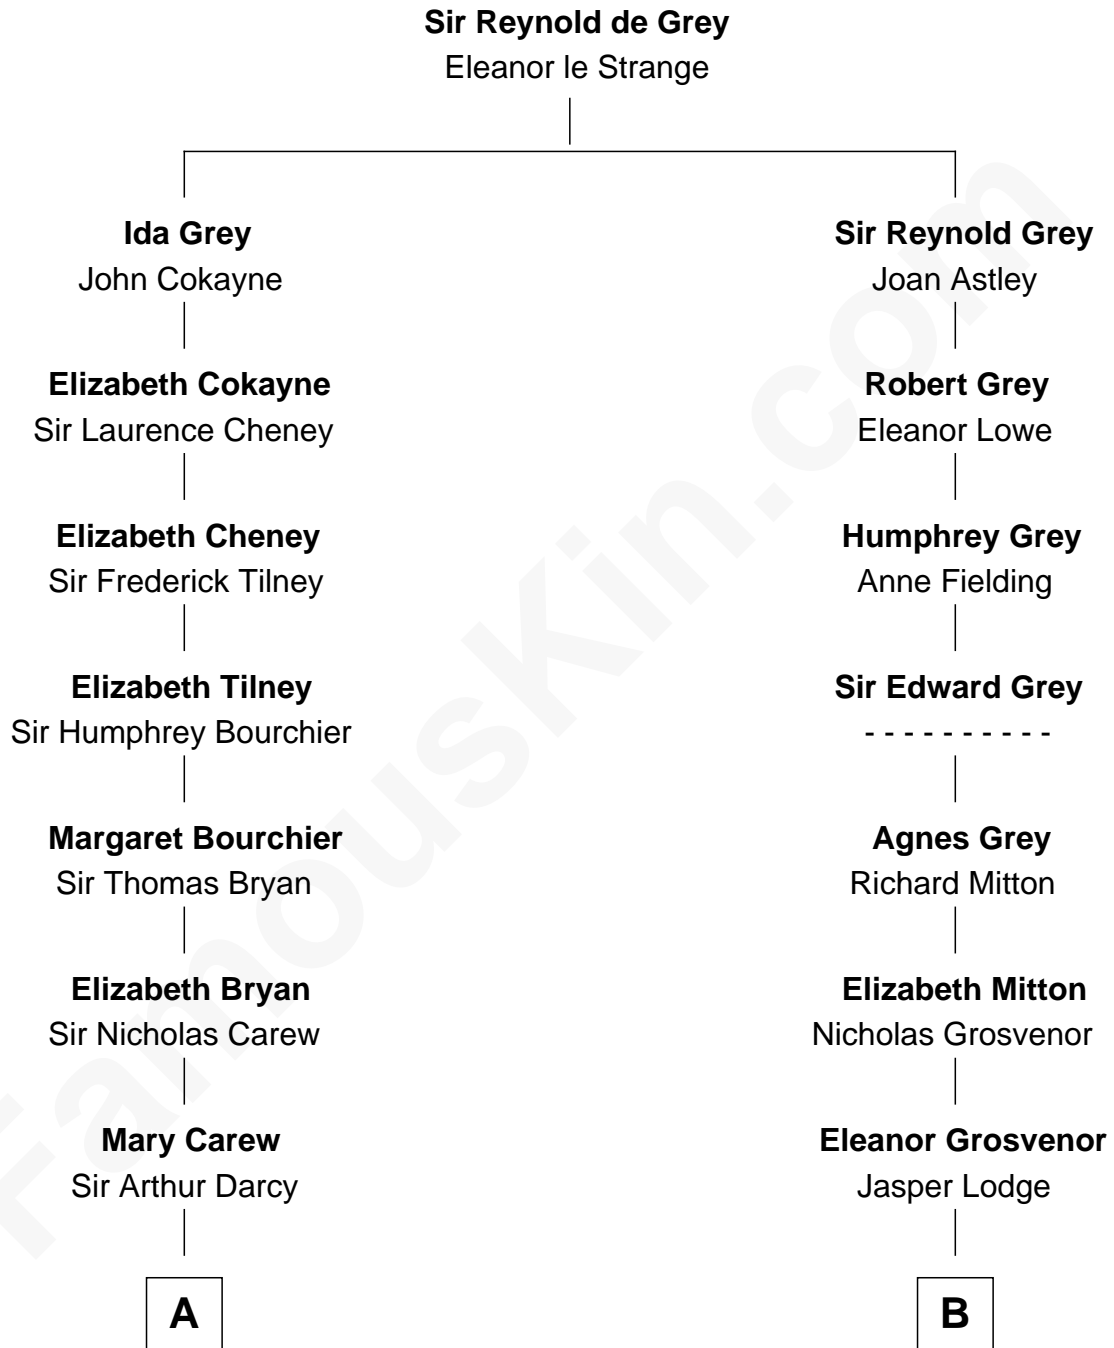 Sir Reynold de Grey
Eleanor le Strange
Ida Grey
John Cokayne
Sir Reynold Grey
Joan Astley
Elizabeth Cokayne
Sir Laurence Cheney
Robert Grey
Eleanor Lowe
Elizabeth Cheney
Sir Frederick Tilney
Humphrey Grey
Anne Fielding
Elizabeth Tilney
Sir Humphrey Bourchier
Sir Edward Grey
- - - - - - - - - -
Margaret Bourchier
Sir Thomas Bryan
Agnes Grey
Richard Mitton
Elizabeth Bryan
Sir Nicholas Carew
Elizabeth Mitton
Nicholas Grosvenor
Mary Carew
Sir Arthur Darcy
Eleanor Grosvenor
Jasper Lodge
A
B
FamousKin.com